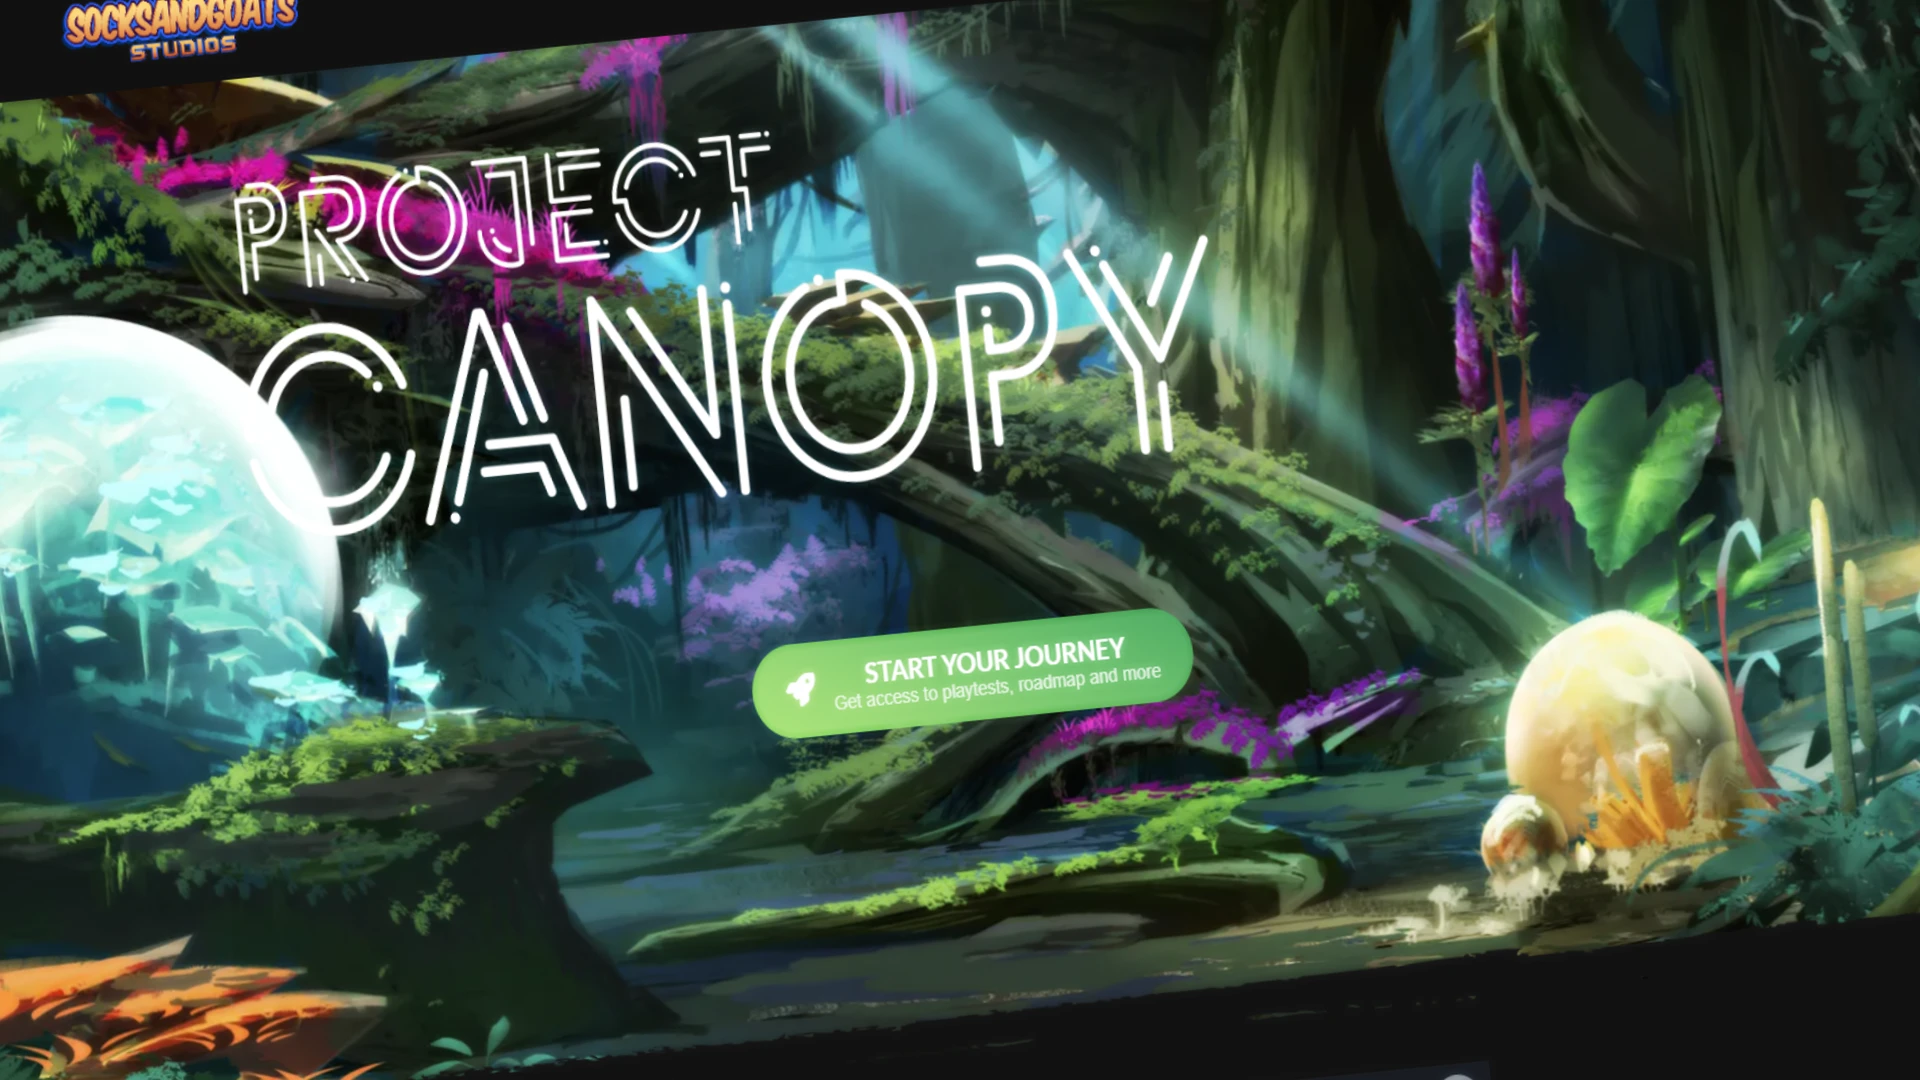 SOCKSANDGOATS
STUDIOS
PROJECT
CANOPY
START YOUR JOURNEY
Get access to playtests, roadmap and more